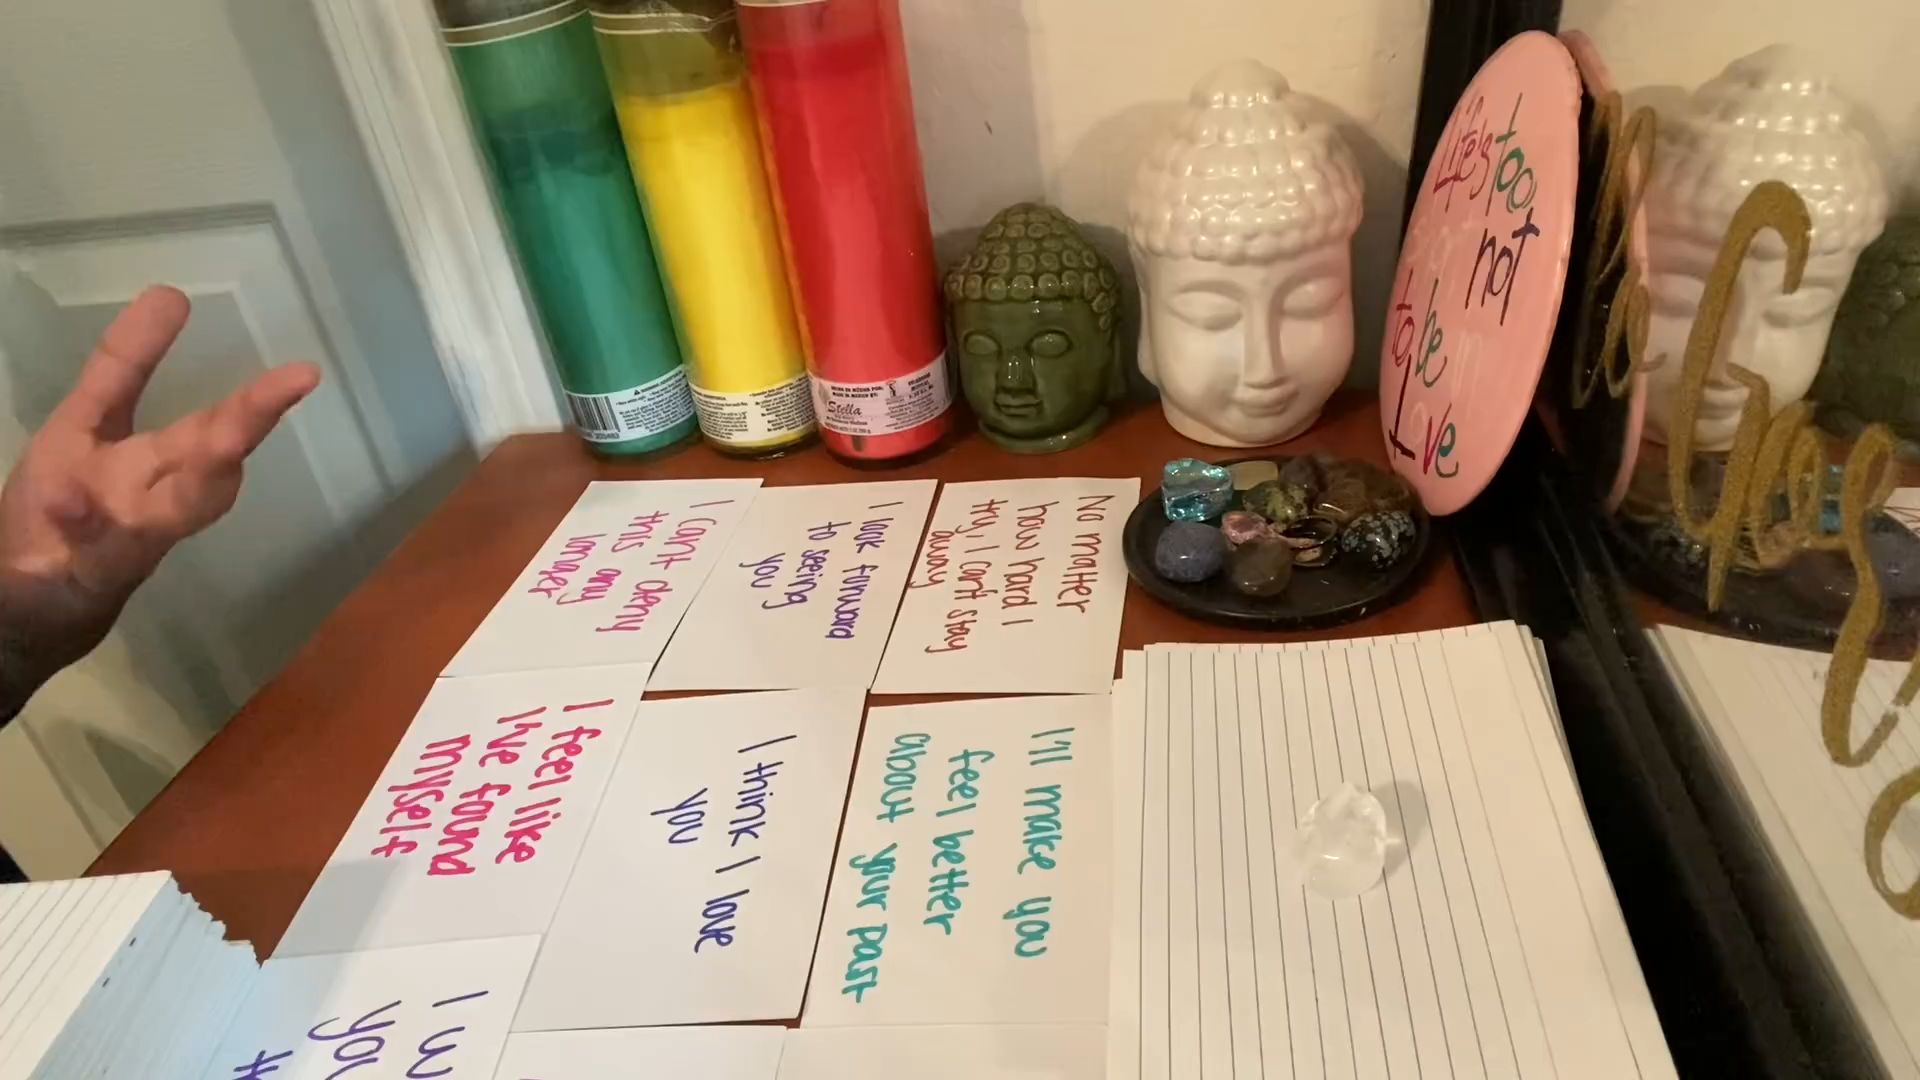 Life's too
not
to be
in
Love
Stella
I can't deny
this any
longer
I look forward
to seeing
you
No matter
how hard I
try, I can't stay
away
I feel like
I've found
myself
I think I love
you
I'll make you
feel better
about your past